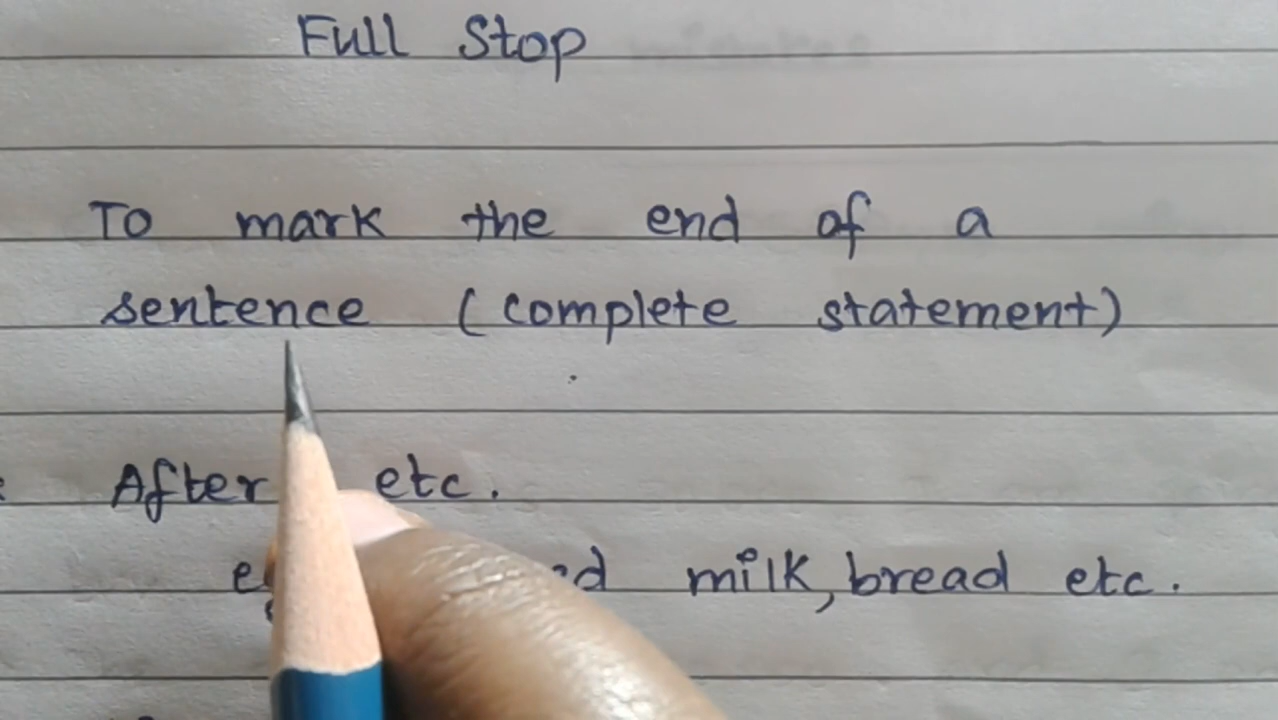 Full Stop
To mark the end of a
sentence (complete statement)
After etc.
milk, bread etc.